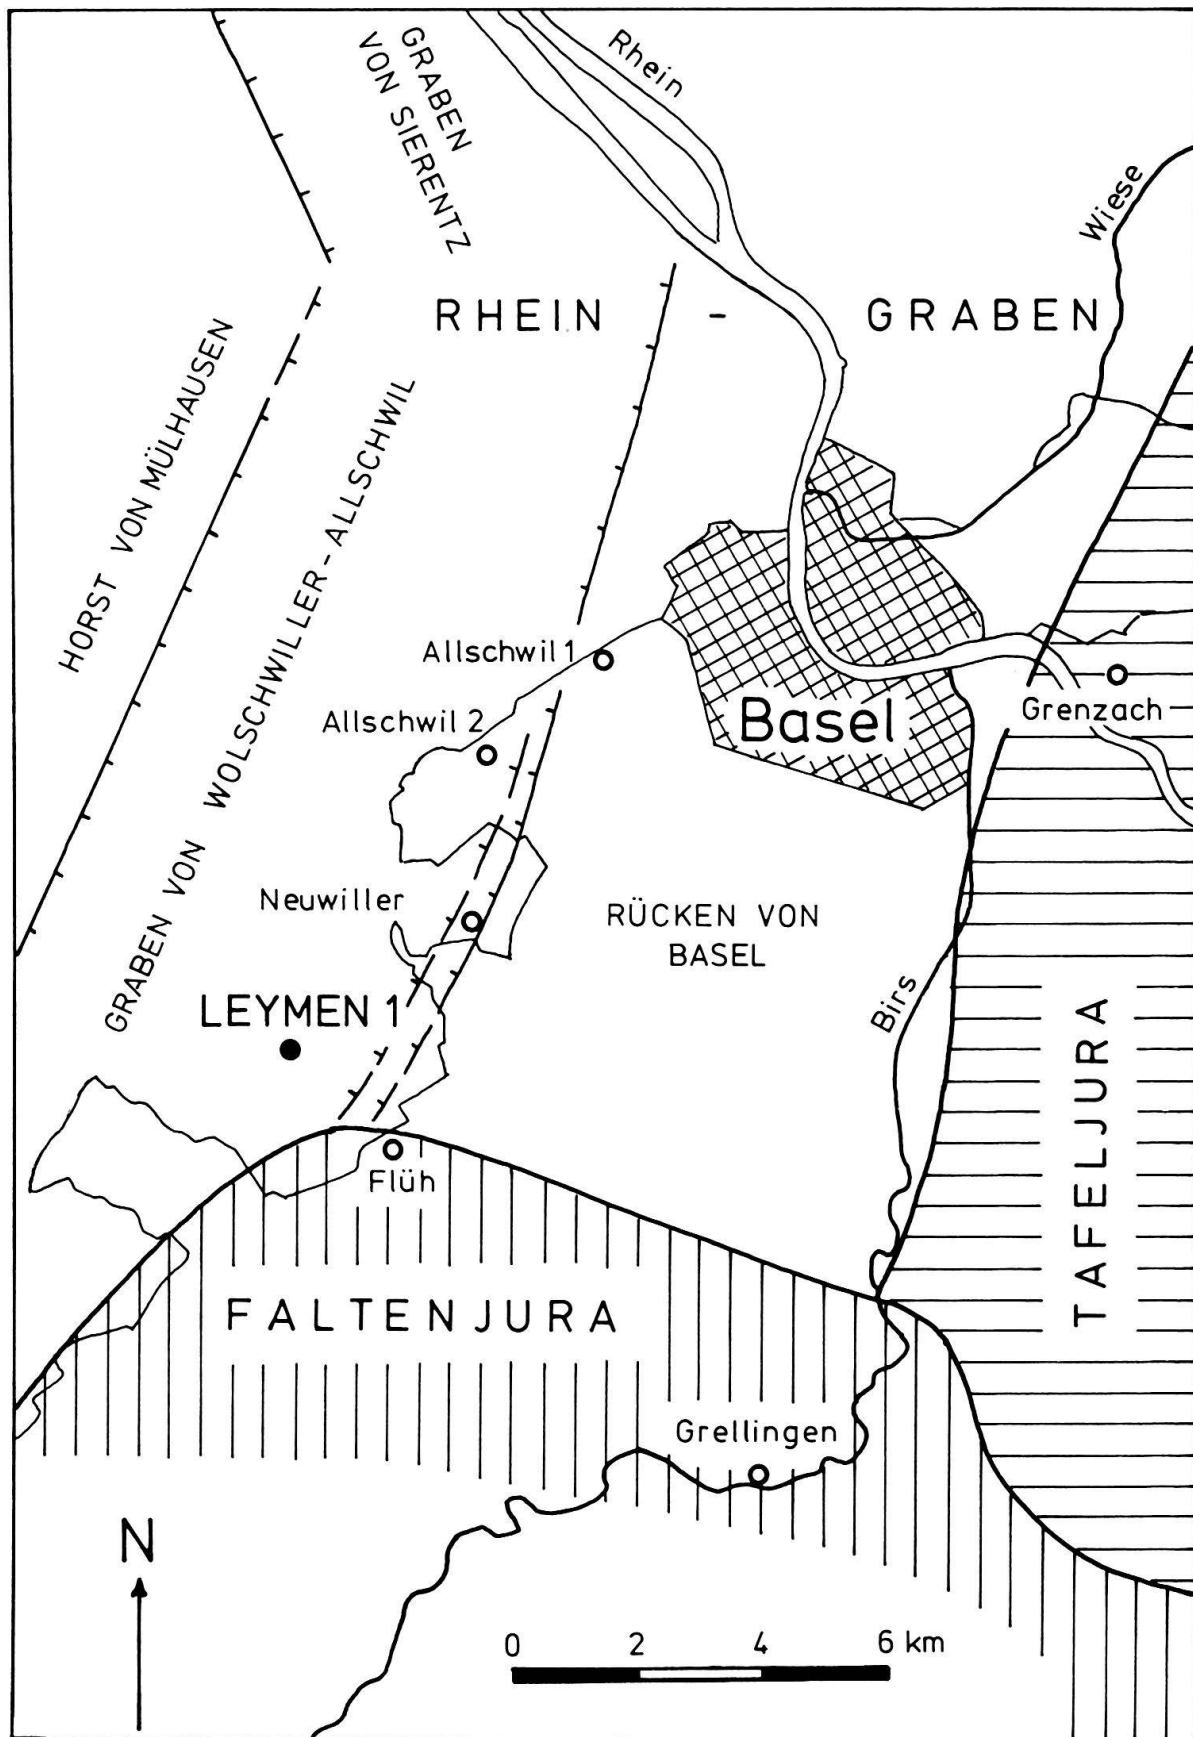 GRABEN
VON SIERENTZ
Rhein
Wiese
RHEIN - GRABEN
HORST VON MÜLHAUSEN
GRABEN VON WOLSCHWILLER-ALLSCHWIL
Allschwil 1
Allschwil 2
Basel
Grenzach
Neuwiller
RÜCKEN VON
BASEL
LEYMEN 1
Birs
TAFELJURA
Flüh
FALTENJURA
Grellingen
N
0 2 4 6 km